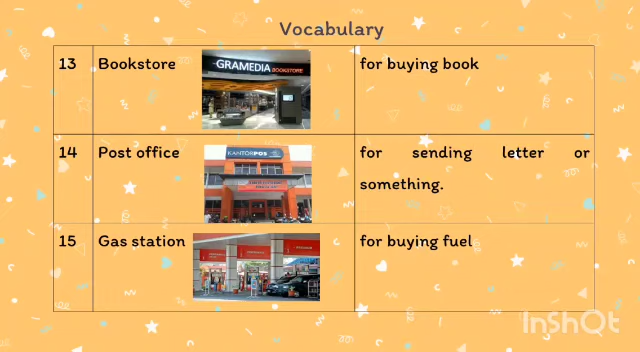 Vocabulary
13 Bookstore GRAMEDIA BOOKSTORE for buying book
14 Post office KANTORPOS for sending letter or
something.
15 Gas station for buying fuel
InShOt